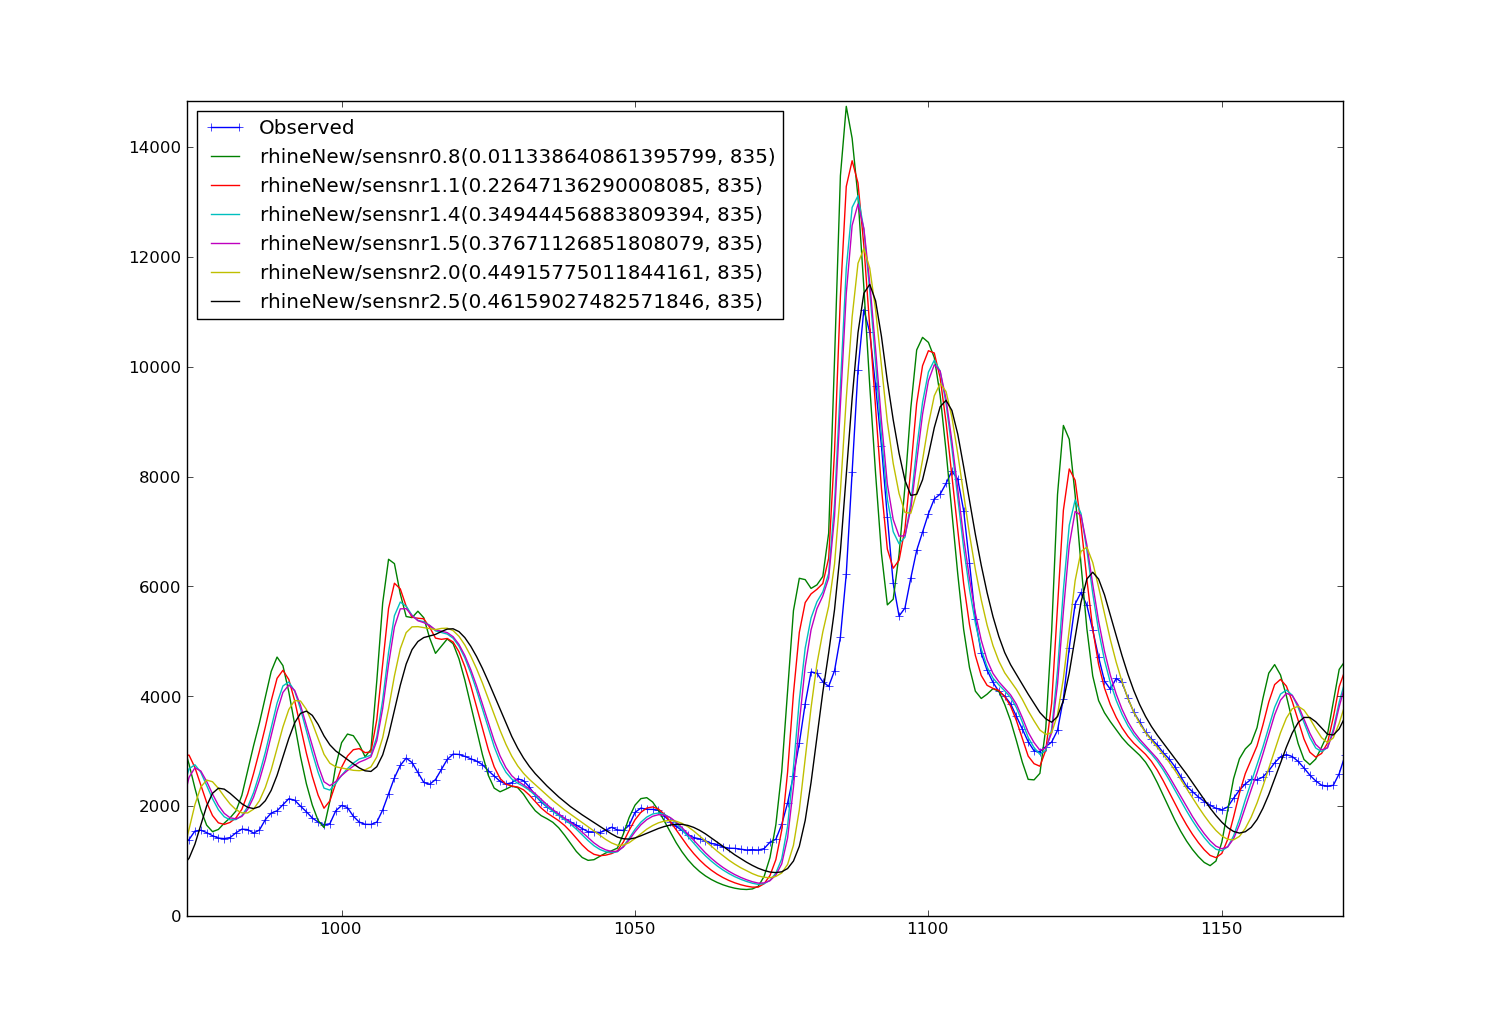 14000
12000
10000
8000
6000
4000
2000
0
Observed
rhineNew/sensnr0.8(0.011338640861395799, 835)
rhineNew/sensnr1.1(0.22647136290008085, 835)
rhineNew/sensnr1.4(0.34944456883809394, 835)
rhineNew/sensnr1.5(0.37671126851808079, 835)
rhineNew/sensnr2.0(0.44915775011844161, 835)
rhineNew/sensnr2.5(0.46159027482571846, 835)
1000
1050
1100
1150